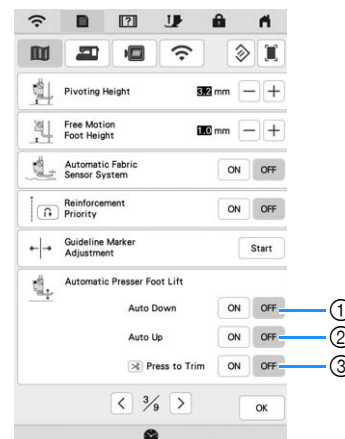 Pivoting Height 3.2 mm − +
Free Motion
Foot Height 1.0 mm − +
Automatic Fabric
Sensor System ON OFF
Reinforcement
Priority ON OFF
Guideline Marker
Adjustment Start
Automatic Presser Foot Lift
Auto Down ON OFF ①
Auto Up ON OFF ②
Press to Trim ON OFF ③
< 3/9 > OK